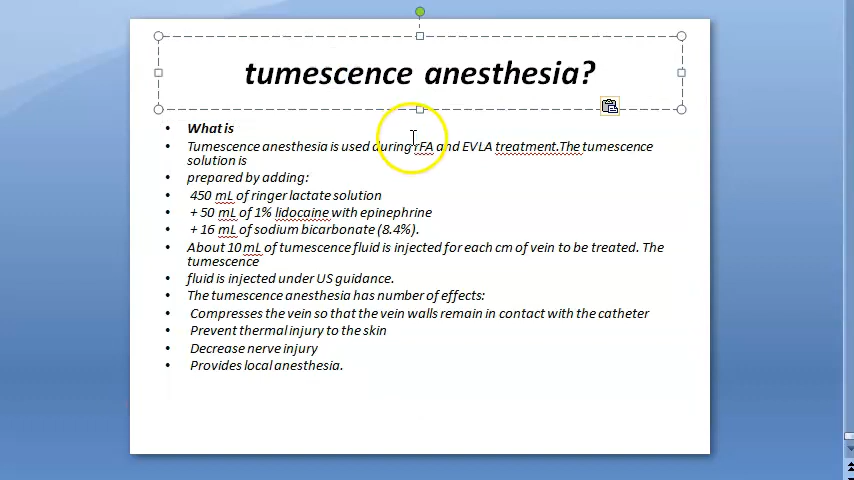 tumescence anesthesia?
• What is
• Tumescence anesthesia is used during rFA and EVLA treatment.The tumescence
solution is
• prepared by adding:
• 450 mL of ringer lactate solution
• + 50 mL of 1% lidocaine with epinephrine
• + 16 mL of sodium bicarbonate (8.4%).
• About 10 mL of tumescence fluid is injected for each cm of vein to be treated. The
tumescence
• fluid is injected under US guidance.
• The tumescence anesthesia has number of effects:
• Compresses the vein so that the vein walls remain in contact with the catheter
• Prevent thermal injury to the skin
• Decrease nerve injury
• Provides local anesthesia.